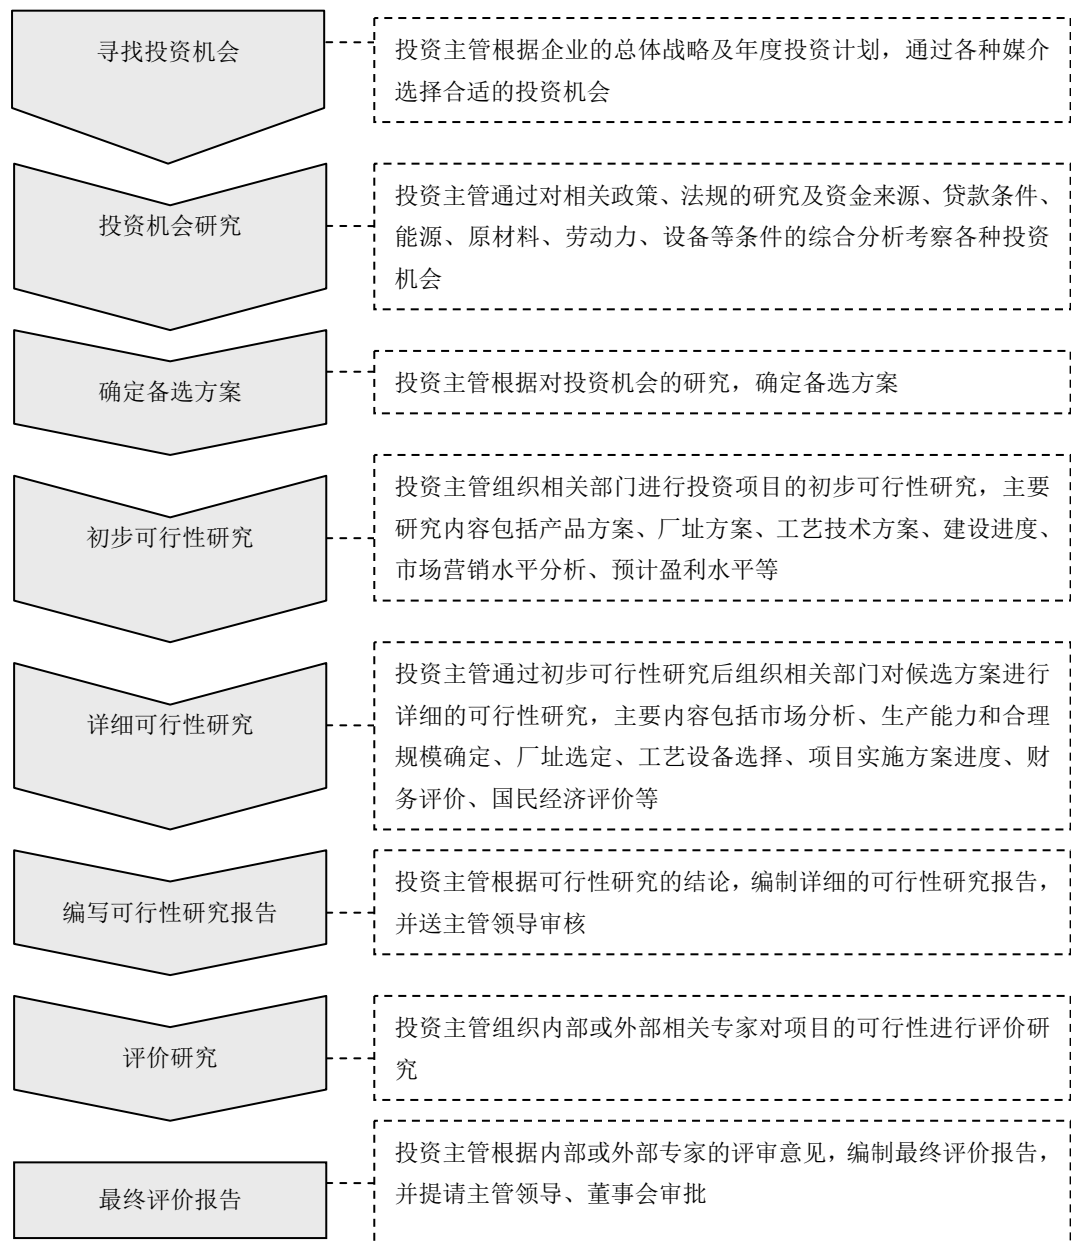 寻找投资机会
投资主管根据企业的总体战略及年度投资计划，通过各种媒介
选择合适的投资机会
投资机会研究
投资主管通过对相关政策、法规的研究及资金来源、贷款条件、
能源、原材料、劳动力、设备等条件的综合分析考察各种投资
机会
确定备选方案
投资主管根据对投资机会的研究，确定备选方案
初步可行性研究
投资主管组织相关部门进行投资项目的初步可行性研究，主要
研究内容包括产品方案、厂址方案、工艺技术方案、建设进度、
市场营销水平分析、预计盈利水平等
详细可行性研究
投资主管通过初步可行性研究后组织相关部门对候选方案进行
详细的可行性研究，主要内容包括市场分析、生产能力和合理
规模确定、厂址选定、工艺设备选择、项目实施方案进度、财
务评价、国民经济评价等
编写可行性研究报告
投资主管根据可行性研究的结论，编制详细的可行性研究报告，
并送主管领导审核
评价研究
投资主管组织内部或外部相关专家对项目的可行性进行评价研
究
最终评价报告
投资主管根据内部或外部专家的评审意见，编制最终评价报告，
并提请主管领导、董事会审批